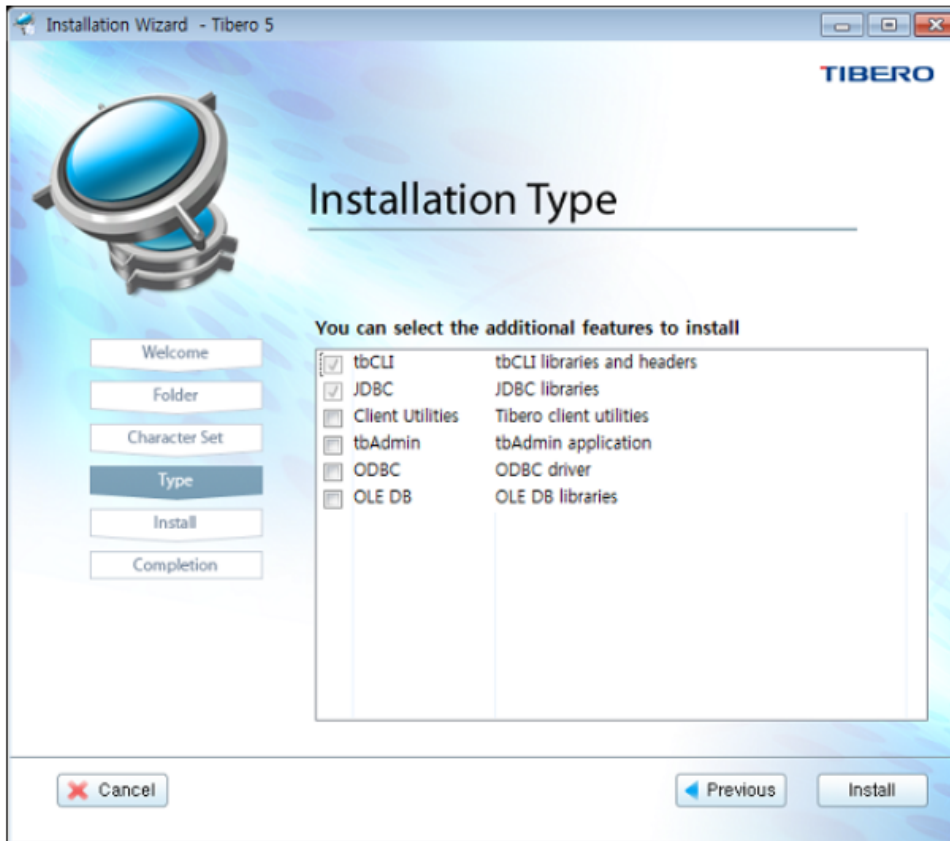 Installation Wizard - Tibero 5
TIBERO
Installation Type
You can select the additional features to install
Welcome
Folder
Character Set
Type
Install
Completion
tbCLI tbCLI libraries and headers
JDBC JDBC libraries
Client Utilities Tibero client utilities
tbAdmin tbAdmin application
ODBC ODBC driver
OLE DB OLE DB libraries
Cancel
Previous
Install